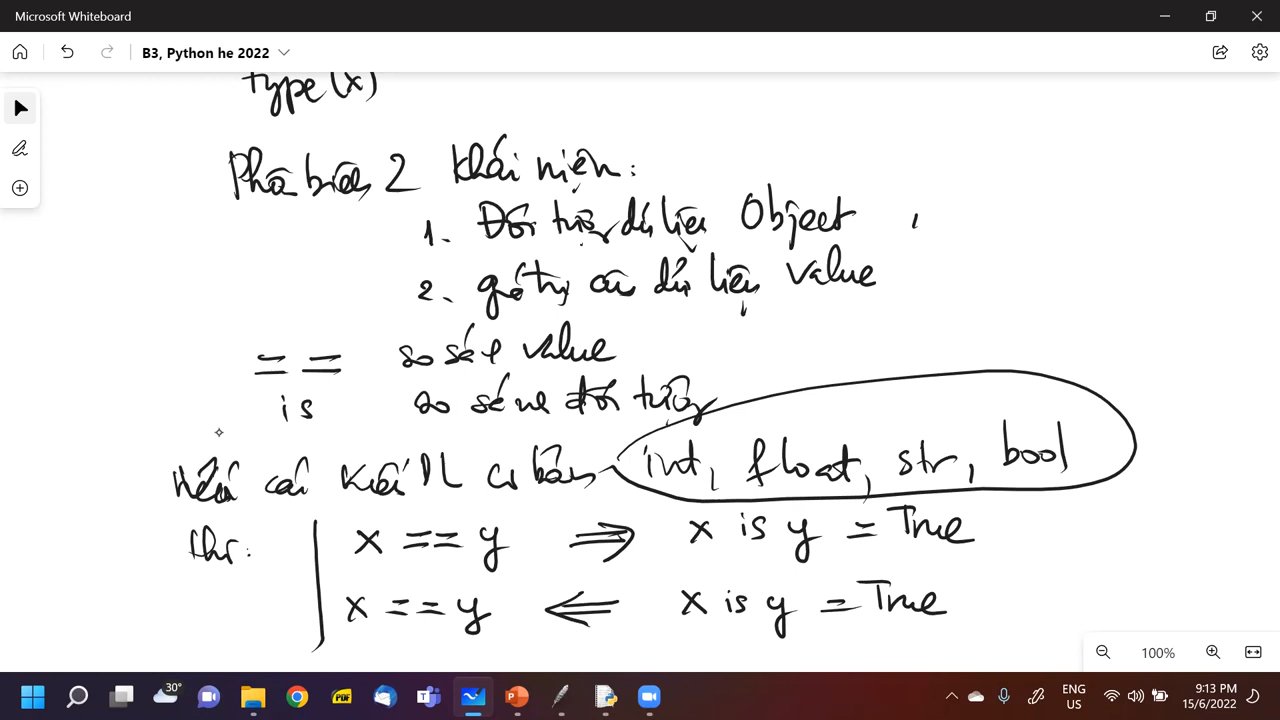 Microsoft Whiteboard
B3, Python he 2022
type(x)
Phân biệt 2 khái niệm:
1. Đối tượng dữ liệu Object
2. giá trị của dữ liệu value
== so sánh value
is so sánh đối tượng
Nếu các kiểu DL cơ bản int, float, str, bool
thì:
x == y ⇒ x is y = True
x == y ⇐ x is y = True
100%
30°
ENG
US
9:13 PM
15/6/2022